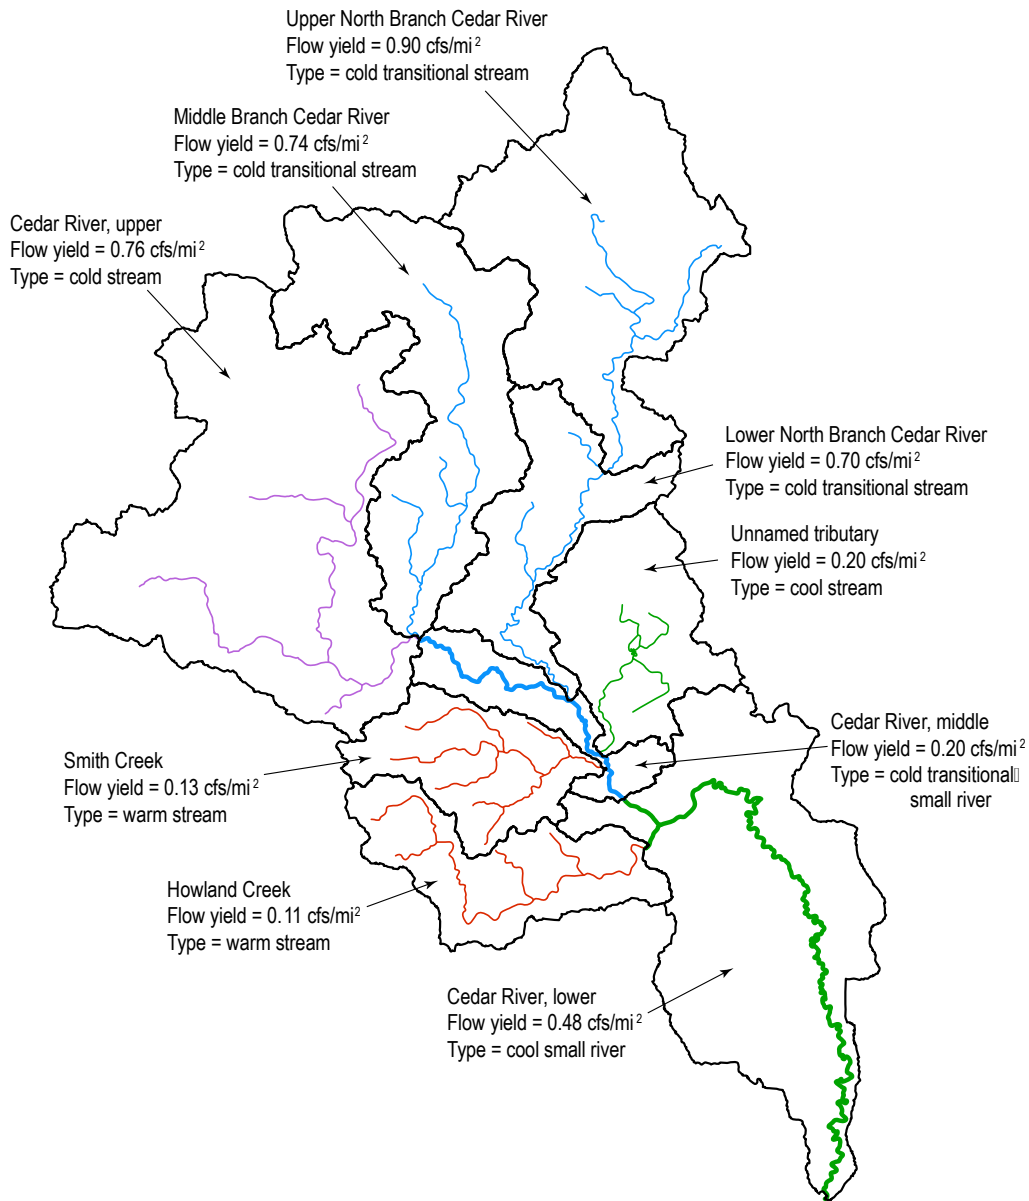 Upper North Branch Cedar River
Flow yield = 0.90 cfs/mi²
Type = cold transitional stream
Middle Branch Cedar River
Flow yield = 0.74 cfs/mi²
Type = cold transitional stream
Cedar River, upper
Flow yield = 0.76 cfs/mi²
Type = cold stream
Lower North Branch Cedar River
Flow yield = 0.70 cfs/mi²
Type = cold transitional stream
Unnamed tributary
Flow yield = 0.20 cfs/mi²
Type = cool stream
Cedar River, middle
Flow yield = 0.20 cfs/mi²
Type = cold transitional▯
small river
Smith Creek
Flow yield = 0.13 cfs/mi²
Type = warm stream
Howland Creek
Flow yield = 0.11 cfs/mi²
Type = warm stream
Cedar River, lower
Flow yield = 0.48 cfs/mi²
Type = cool small river